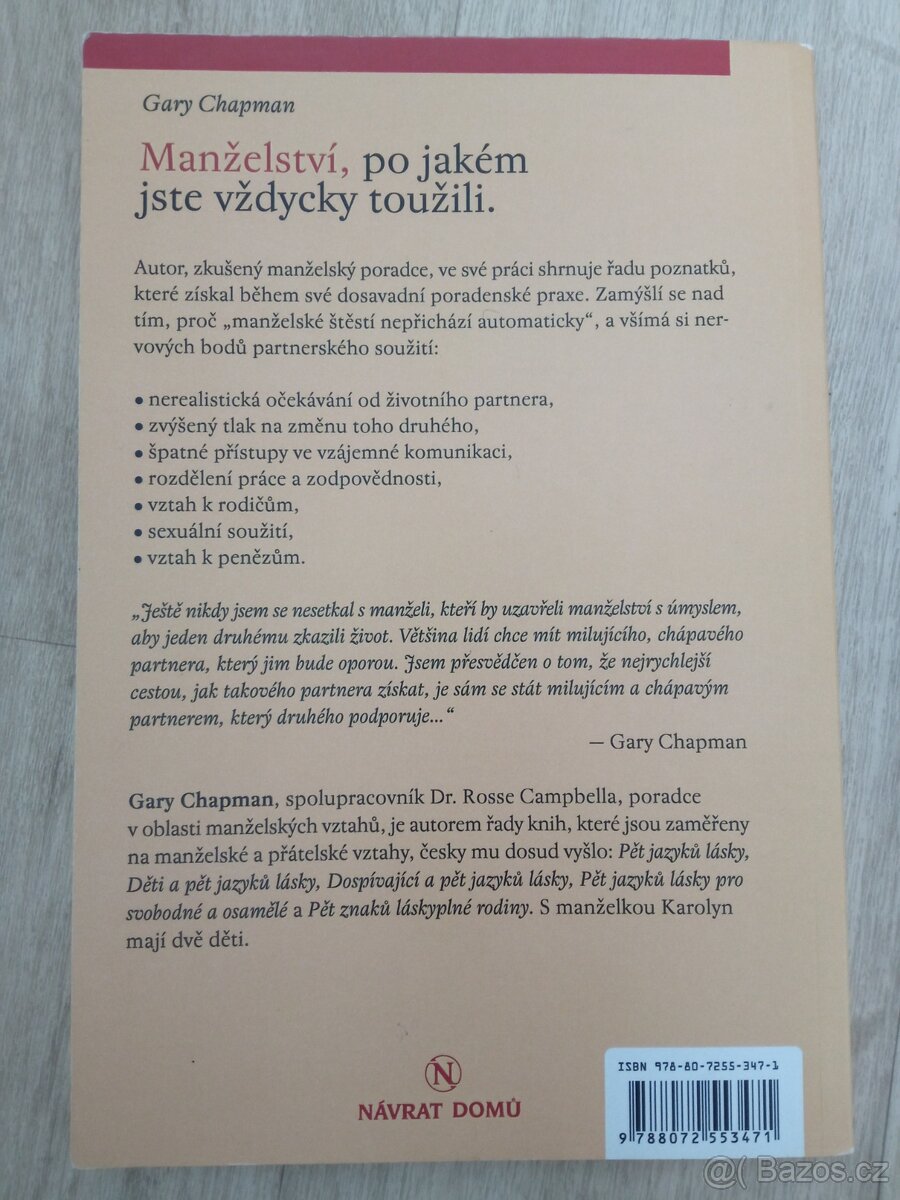 Gary Chapman
Manželství, po jakém
jste vždycky toužili.
Autor, zkušený manželský poradce, ve své práci shrnuje řadu poznatků,
které získal během své dosavadní poradenské praxe. Zamýšlí se nad
tím, proč „manželské štěstí nepřichází automaticky“, a všímá si ner-
vových bodů partnerského soužití:
• nerealistická očekávání od životního partnera,
• zvýšený tlak na změnu toho druhého,
• špatné přístupy ve vzájemné komunikaci,
• rozdělení práce a zodpovědnosti,
• vztah k rodičům,
• sexuální soužití,
• vztah k penězům.
„Ještě nikdy jsem se nesetkal s manželi, kteří by uzavřeli manželství s úmyslem,
aby jeden druhému zkazili život. Většina lidí chce mít milujícího, chápavého
partnera, který jim bude oporou. Jsem přesvědčen o tom, že nejrychlejší
cestou, jak takového partnera získat, je sám se stát milujícím a chápavým
partnerem, který druhého podporuje...“
— Gary Chapman
Gary Chapman, spolupracovník Dr. Rosse Campbella, poradce
v oblasti manželských vztahů, je autorem řady knih, které jsou zaměřeny
na manželské a přátelské vztahy, česky mu dosud vyšlo: Pět jazyků lásky,
Děti a pět jazyků lásky, Dospívající a pět jazyků lásky, Pět jazyků lásky pro
svobodné a osamělé a Pět znaků láskyplné rodiny. S manželkou Karolyn
mají dvě děti.
N
NÁVRAT DOMŮ
ISBN 978-80-7255-347-1
9 788072 553471
@( Bazos.cz